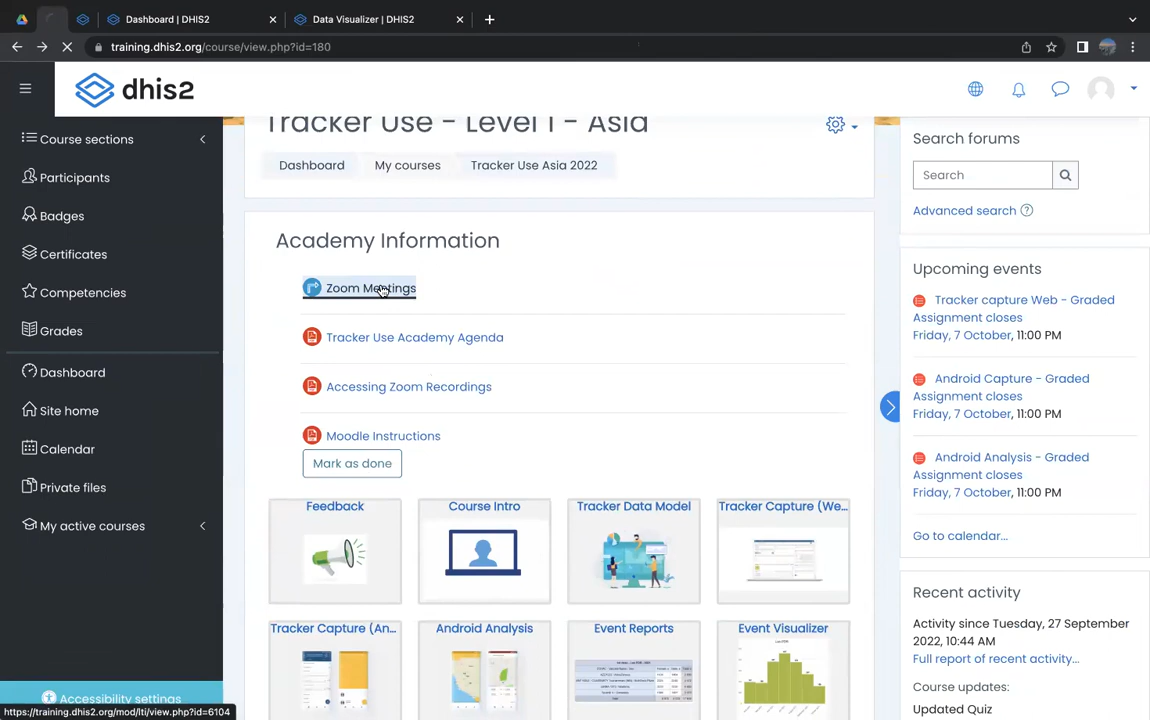 Dashboard | DHIS2
Data Visualizer | DHIS2
training.dhis2.org/course/view.php?id=180
dhis2
Course sections
Participants
Badges
Certificates
Competencies
Grades
Dashboard
Site home
Calendar
Private files
My active courses
Accessibility settings
https://training.dhis2.org/mod/lti/view.php?id=6104
Tracker Use - Level 1 - Asia
Dashboard
My courses
Tracker Use Asia 2022
Academy Information
Zoom Meetings
Tracker Use Academy Agenda
Accessing Zoom Recordings
Moodle Instructions
Mark as done
Feedback
Course Intro
Tracker Data Model
Tracker Capture (We...
Tracker Capture (An...
Android Analysis
Event Reports
Event Visualizer
Search forums
Search
Advanced search
Upcoming events
Tracker capture Web - Graded
Assignment closes
Friday, 7 October, 11:00 PM
Android Capture - Graded
Assignment closes
Friday, 7 October, 11:00 PM
Android Analysis - Graded
Assignment closes
Friday, 7 October, 11:00 PM
Go to calendar...
Recent activity
Activity since Tuesday, 27 September
2022, 10:44 AM
Full report of recent activity...
Course updates:
Updated Quiz